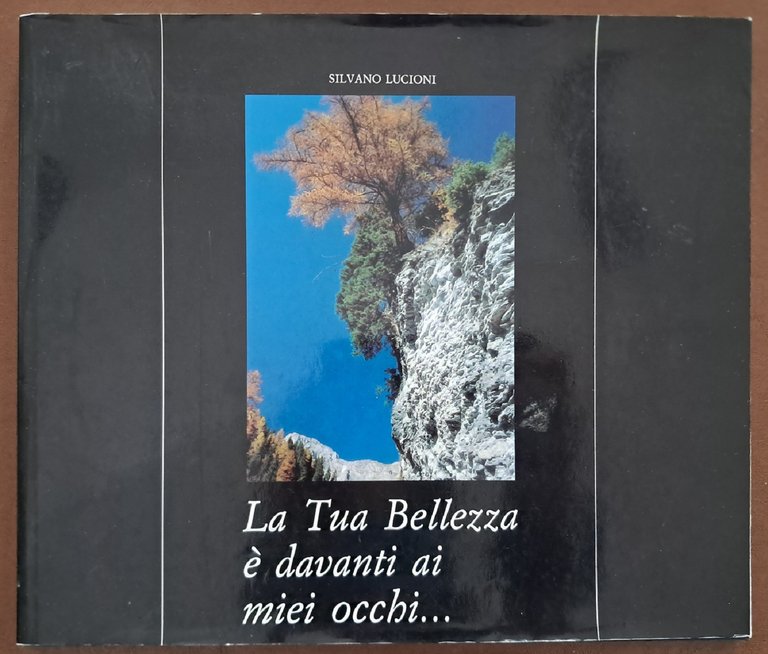 SILVANO LUCIONI
La Tua Bellezza
è davanti ai
miei occhi...